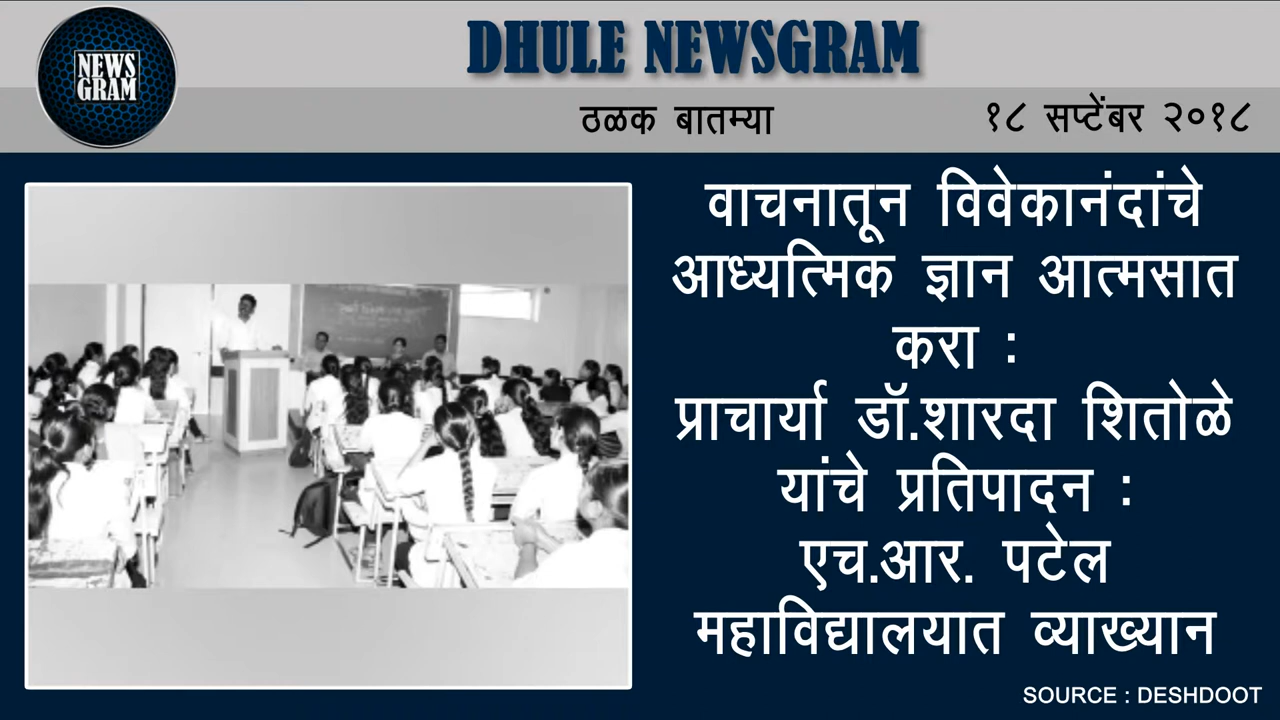 NEWS
GRAM
DHULE NEWSGRAM
ठळक बातम्या
१८ सप्टेंबर २०१८
वाचनातून विवेकानंदांचे
आध्यत्मिक ज्ञान आत्मसात
करा :
प्राचार्या डॉ.शारदा शितोळे
यांचे प्रतिपादन :
एच.आर. पटेल
महाविद्यालयात व्याख्यान
SOURCE : DESHDOOT